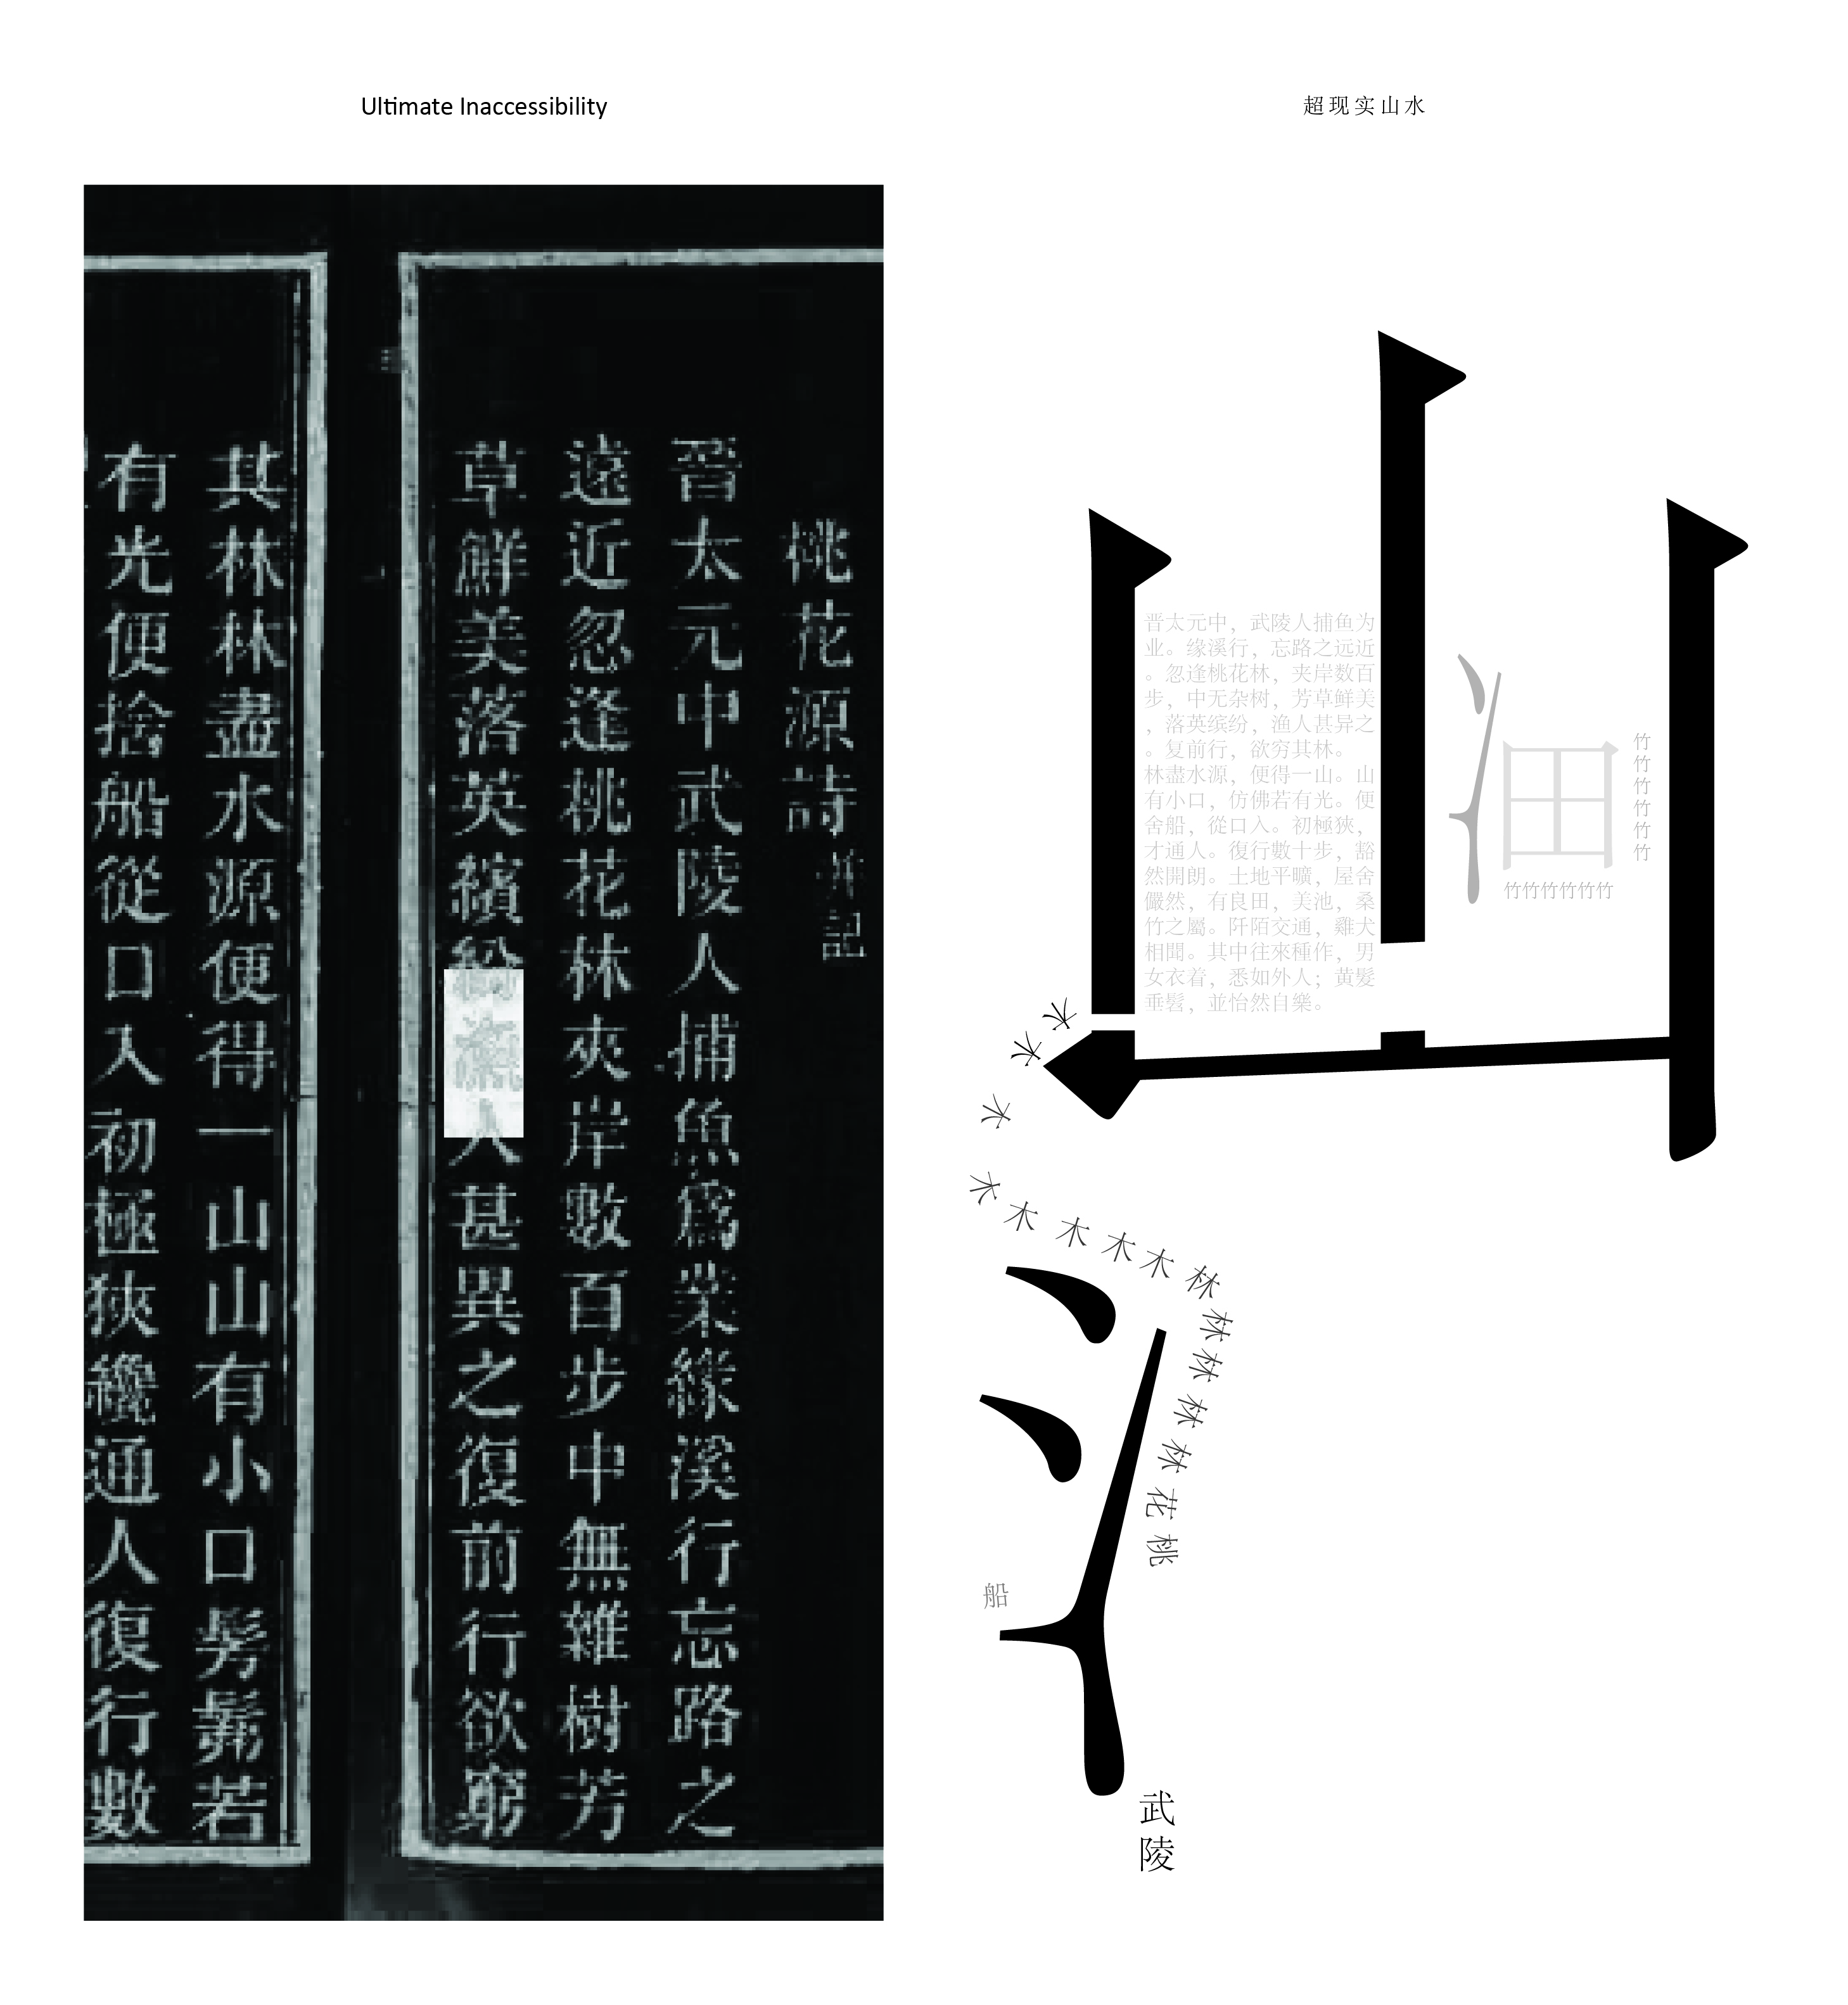 Ultimate Inaccessibility
超现实山水
桃花源詩并記
晉太元中武陵人捕魚爲業緣溪行忘路之
遠近忽逢桃花林夾岸數百步中無雜樹芳
草鮮美落英繽紛漁人甚異之復前行欲窮
其林林盡水源便得一山山有小口髣髴若
有光便捨船從口入初極狹纔通人復行數
山
晋太元中，武陵人捕鱼为
业。缘溪行，忘路之远近
。忽逢桃花林，夹岸数百
步，中无杂树，芳草鲜美
，落英缤纷，渔人甚异之
。复前行，欲穷其林。
林盡水源，便得一山。山
有小口，仿佛若有光。便
舍船，從口入。初極狹，
才通人。復行數十步，豁
然開朗。土地平曠，屋舍
儼然，有良田，美池，桑
竹之屬。阡陌交通，雞犬
相聞。其中往來種作，男
女衣着，悉如外人；黄髪
垂髫，並怡然自樂。
田
竹竹竹竹竹竹
竹竹竹竹竹竹
水水水水木木木木林林林林林花桃
氵
船
武陵